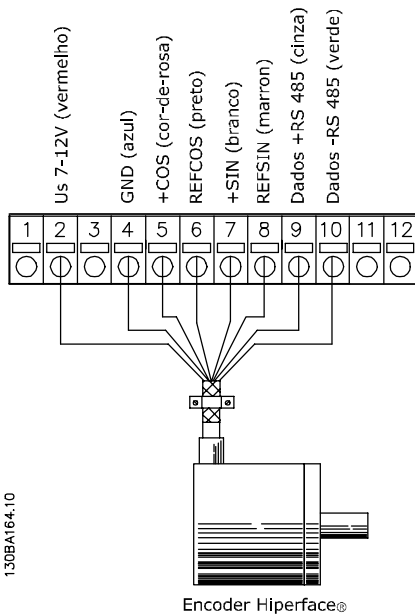 Us 7-12V (vermelho)
GND (azul)
+COS (cor-de-rosa)
REFCOS (preto)
+SIN (branco)
REFSIN (marron)
Dados +RS 485 (cinza)
Dados -RS 485 (verde)
1 2 3 4 5 6 7 8 9 10 11 12
130BA164.10
Encoder Hiperface®